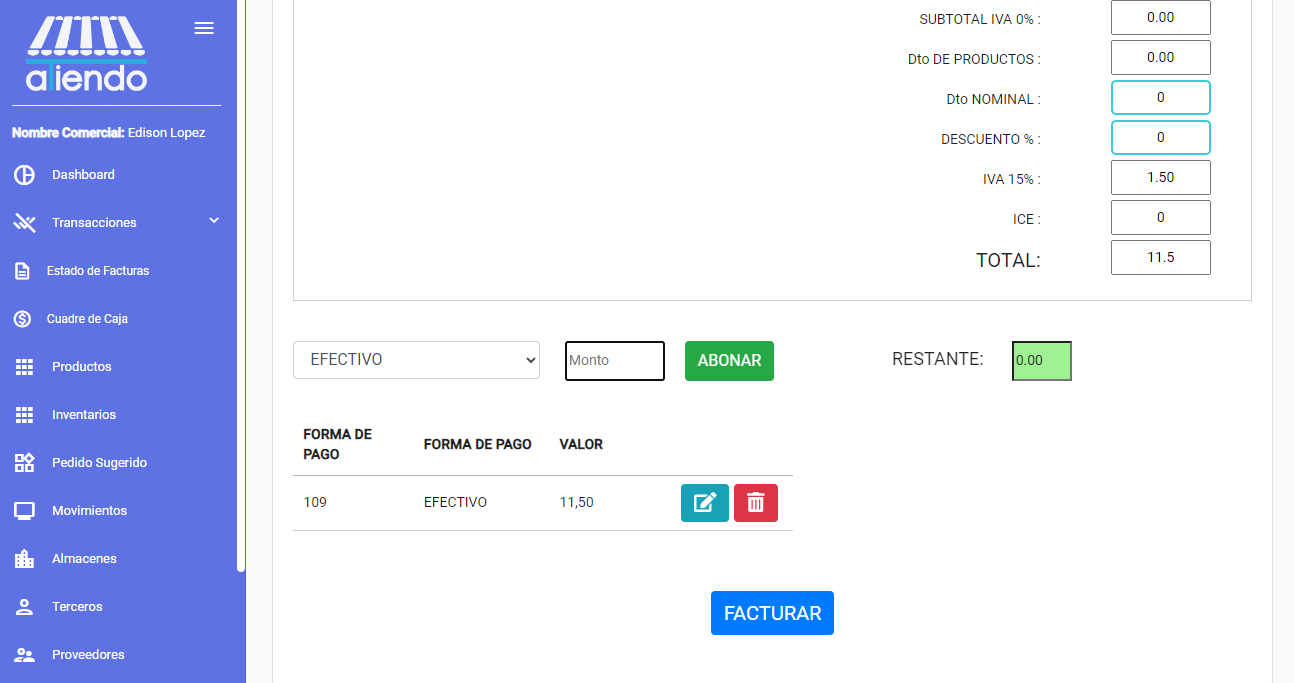 aTiendo
Nombre Comercial: Edison Lopez
Dashboard
Transacciones
Estado de Facturas
Cuadre de Caja
Productos
Inventarios
Pedido Sugerido
Movimientos
Almacenes
Terceros
Proveedores
SUBTOTAL IVA 0% : 0.00
Dto DE PRODUCTOS : 0.00
Dto NOMINAL : 0
DESCUENTO % : 0
IVA 15% : 1.50
ICE : 0
TOTAL: 11.5
EFECTIVO Monto ABONAR RESTANTE: 0.00
FORMA DE
PAGO
FORMA DE PAGO VALOR
109 EFECTIVO 11,50
FACTURAR